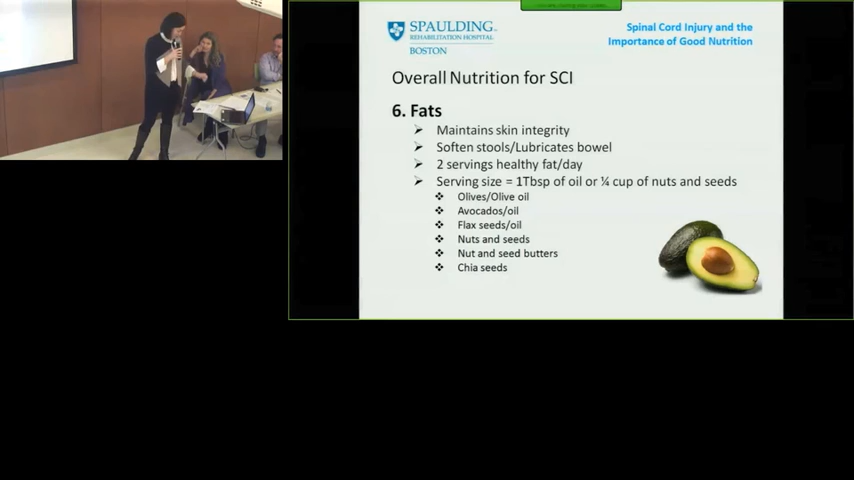 SPAULDING
REHABILITATION HOSPITAL
BOSTON
Spinal Cord Injury and the
Importance of Good Nutrition
Overall Nutrition for SCI
6. Fats
Maintains skin integrity
Soften stools/Lubricates bowel
2 servings healthy fat/day
Serving size = 1Tbsp of oil or ¼ cup of nuts and seeds
Olives/Olive oil
Avocados/oil
Flax seeds/oil
Nuts and seeds
Nut and seed butters
Chia seeds